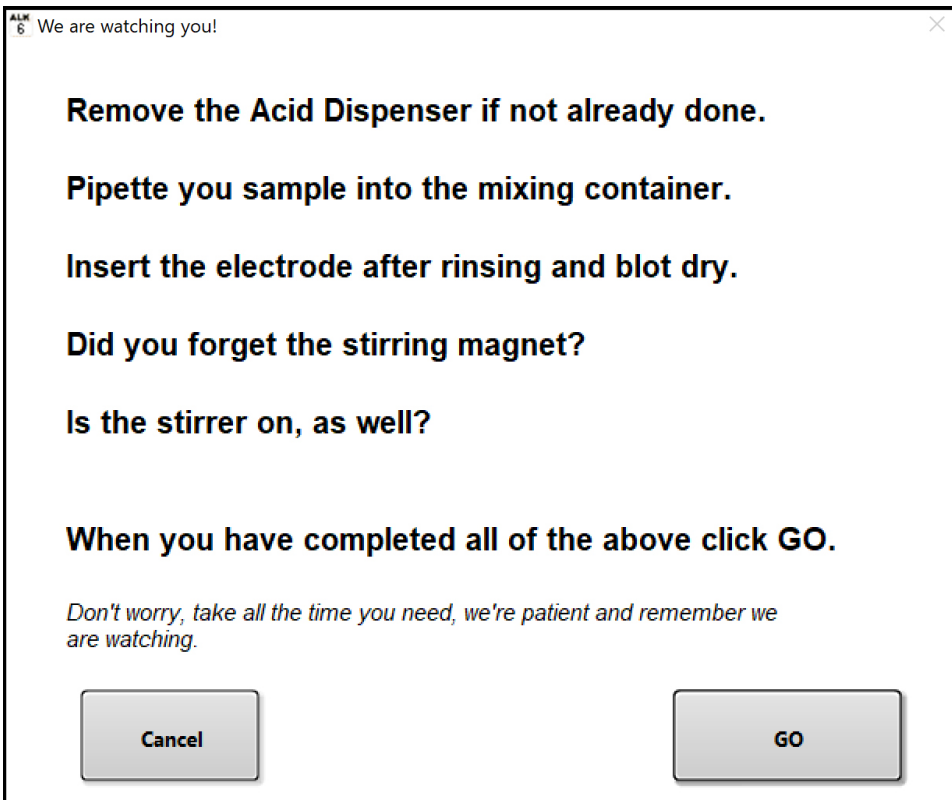 ALK
6
We are watching you!
Remove the Acid Dispenser if not already done.
Pipette you sample into the mixing container.
Insert the electrode after rinsing and blot dry.
Did you forget the stirring magnet?
Is the stirrer on, as well?
When you have completed all of the above click GO.
Don't worry, take all the time you need, we're patient and remember we
are watching.
Cancel
GO